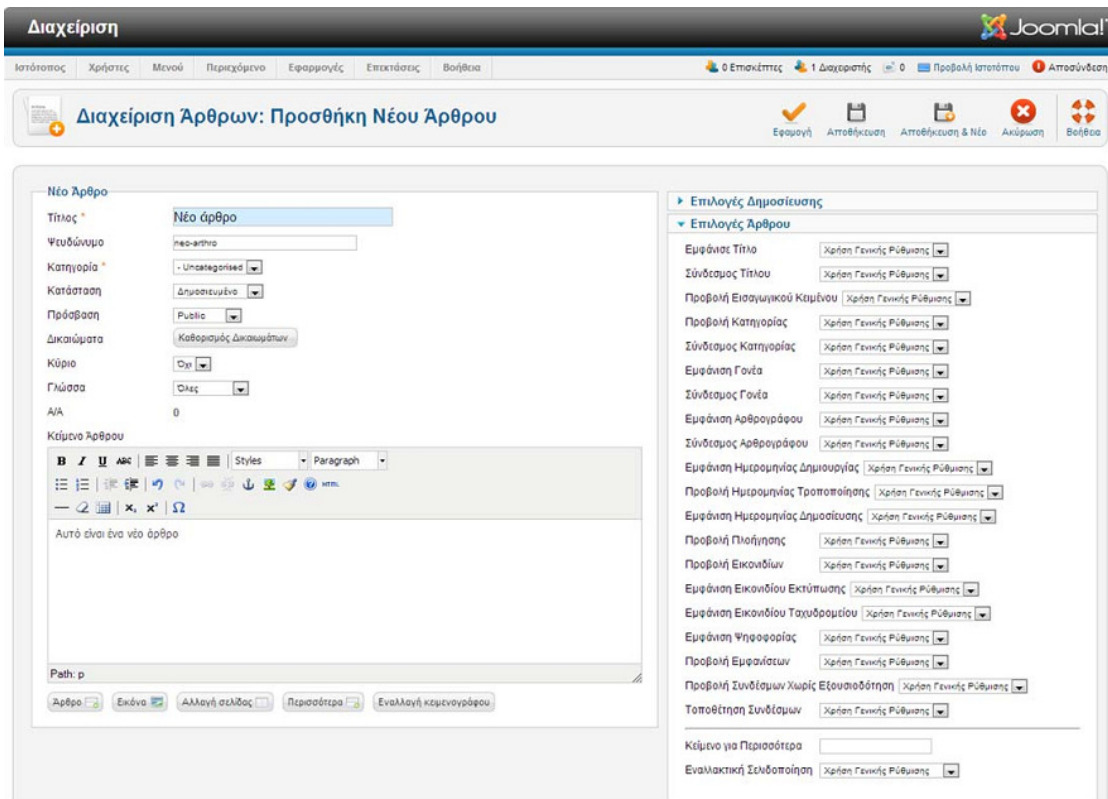 Διαχείριση
Joomla!
Ιστότοπος Χρήστες Μενού Περιεχόμενο Εφαρμογές Επεκτάσεις Βοήθεια 0 Επισκέπτες 1 Διαχειριστής 0 Προβολή Ιστοτόπου Αποσύνδεση
Διαχείριση Άρθρων: Προσθήκη Νέου Άρθρου
Εφαμογή Αποθήκευση Αποθήκευση & Νέο Ακύρωση Βοήθεια
Νέο Άρθρο
Τίτλος * Νέο άρθρο
Ψευδώνυμο neo-arthro
Κατηγορία * - Uncategorised
Κατάσταση Δημοσιευμένο
Πρόσβαση Public
Δικαιώματα Καθορισμός Δικαιωμάτων
Κύριο Όχι
Γλώσσα Όλες
Α/Α 0
Κείμενο Άρθρου
B I U ABC Styles Paragraph
HTML
Αυτό είναι ένα νέο άρθρο
Path: p
Άρθρο Εικόνα Αλλαγή σελίδας Περισσότερα Εναλλαγή κειμενογράφου
Επιλογές Δημοσίευσης
Επιλογές Άρθρου
Εμφάνισε Τίτλο Χρήση Γενικής Ρύθμισης
Σύνδεσμος Τίτλου Χρήση Γενικής Ρύθμισης
Προβολή Εισαγωγικού Κειμένου Χρήση Γενικής Ρύθμισης
Προβολή Κατηγορίας Χρήση Γενικής Ρύθμισης
Σύνδεσμος Κατηγορίας Χρήση Γενικής Ρύθμισης
Εμφάνιση Γονέα Χρήση Γενικής Ρύθμισης
Σύνδεσμος Γονέα Χρήση Γενικής Ρύθμισης
Εμφάνιση Αρθρογράφου Χρήση Γενικής Ρύθμισης
Σύνδεσμος Αρθρογράφου Χρήση Γενικής Ρύθμισης
Εμφάνιση Ημερομηνίας Δημιουργίας Χρήση Γενικής Ρύθμισης
Προβολή Ημερομηνίας Τροποποίησης Χρήση Γενικής Ρύθμισης
Εμφάνιση Ημερομηνίας Δημοσίευσης Χρήση Γενικής Ρύθμισης
Προβολή Πλοήγησης Χρήση Γενικής Ρύθμισης
Προβολή Εικονιδίων Χρήση Γενικής Ρύθμισης
Εμφάνιση Εικονιδίου Εκτύπωσης Χρήση Γενικής Ρύθμισης
Εμφάνιση Εικονιδίου Ταχυδρομείου Χρήση Γενικής Ρύθμισης
Εμφάνιση Ψηφοφορίας Χρήση Γενικής Ρύθμισης
Προβολή Εμφανίσεων Χρήση Γενικής Ρύθμισης
Προβολή Συνδέσμων Χωρίς Εξουσιοδότηση Χρήση Γενικής Ρύθμισης
Τοποθέτηση Συνδέσμων Χρήση Γενικής Ρύθμισης
Κείμενο για Περισσότερα
Εναλλακτική Σελιδοποίηση Χρήση Γενικής Ρύθμισης